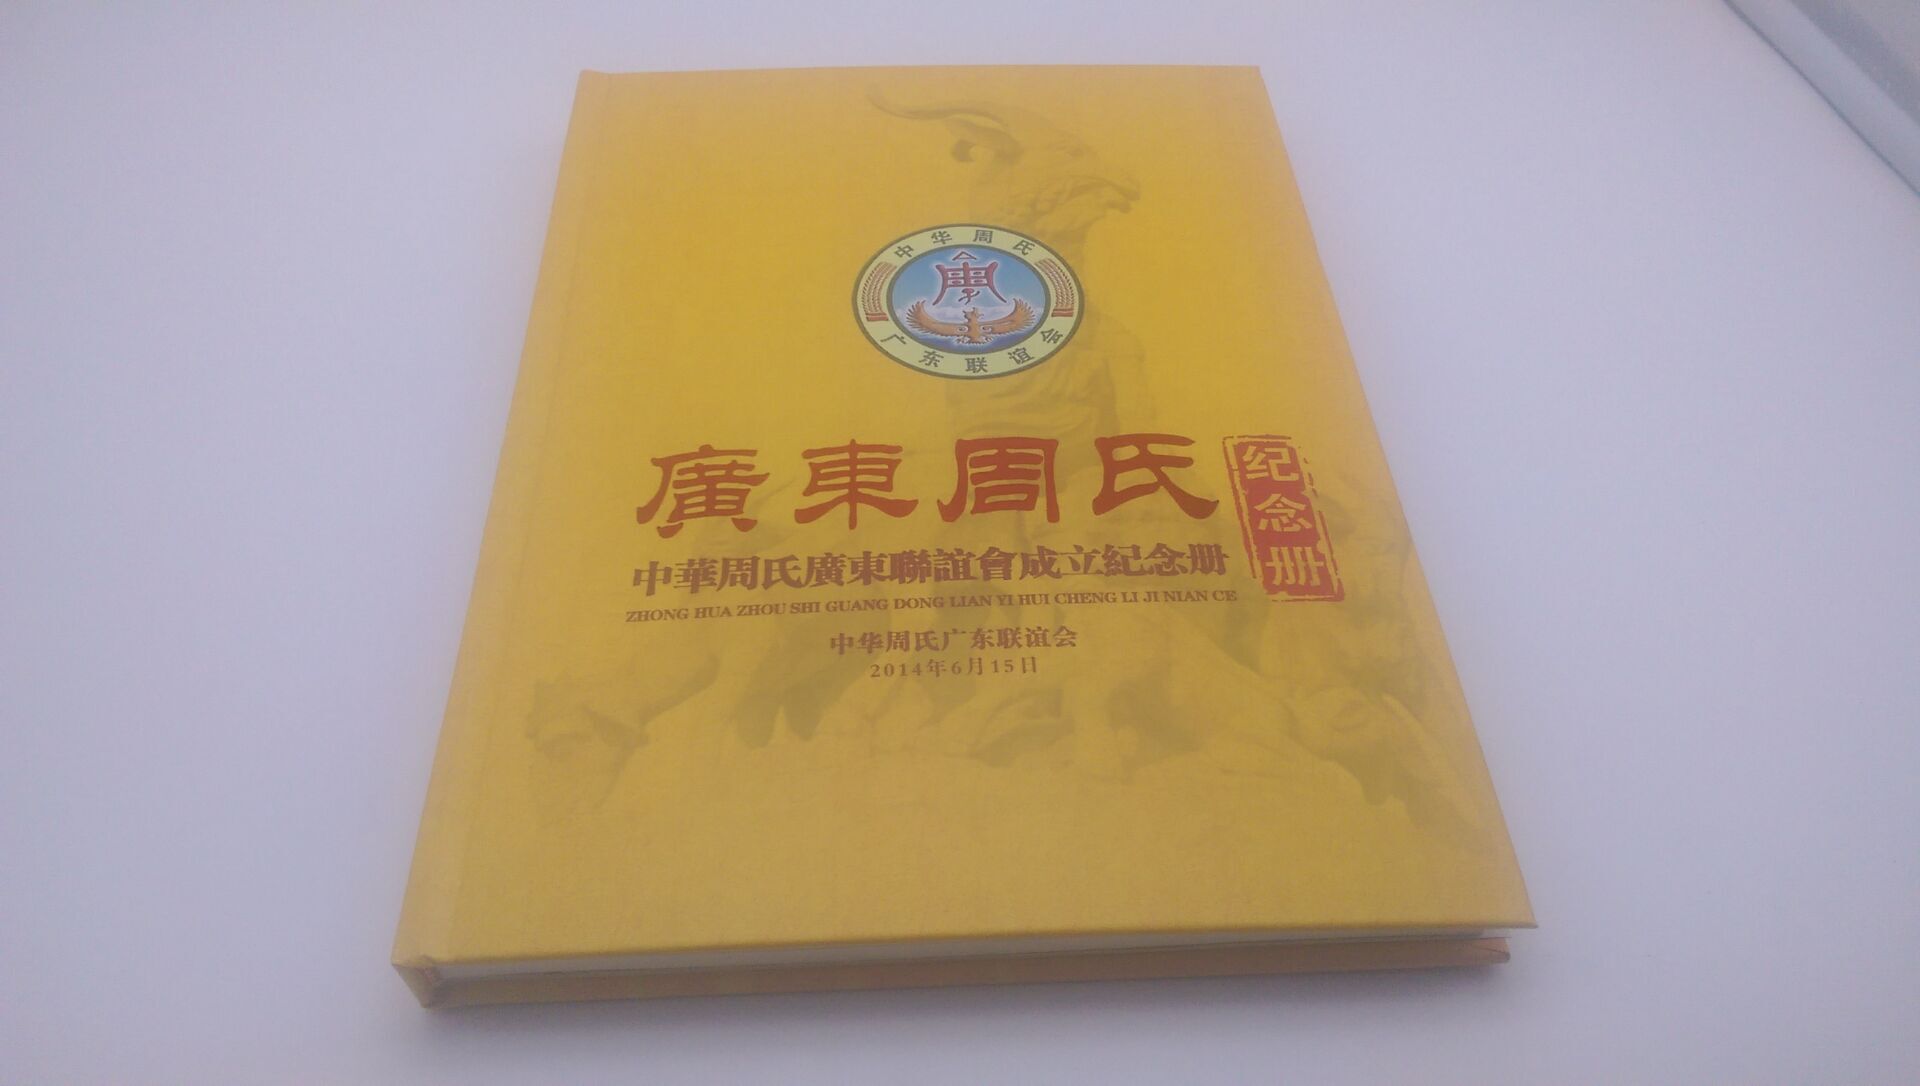 中华周氏
广东联谊会
廣東周氏
纪念册
中華周氏廣東聯誼會成立紀念册
ZHONG HUA ZHOU SHI GUANG DONG LIAN YI HUI CHENG LI JI NIAN CE
中华周氏广东联谊会
2014年6月15日